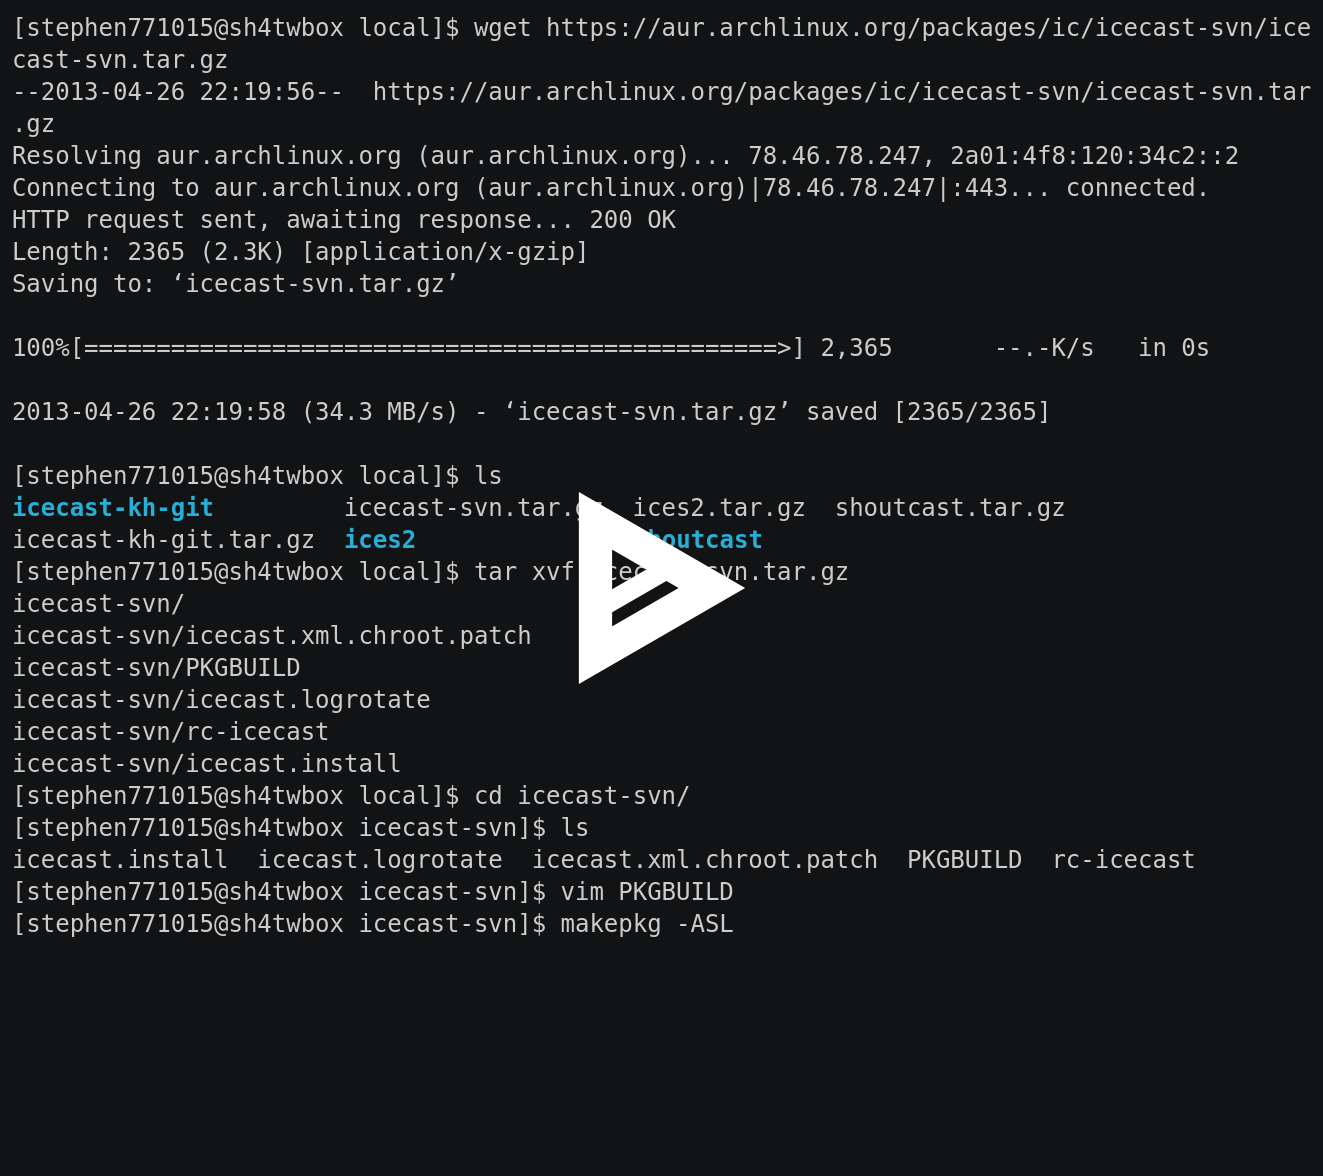 [stephen771015@sh4twbox local]$ wget https://aur.archlinux.org/packages/ic/icecast-svn/ice
cast-svn.tar.gz
--2013-04-26 22:19:56--  https://aur.archlinux.org/packages/ic/icecast-svn/icecast-svn.tar
.gz
Resolving aur.archlinux.org (aur.archlinux.org)... 78.46.78.247, 2a01:4f8:120:34c2::2
Connecting to aur.archlinux.org (aur.archlinux.org)|78.46.78.247|:443... connected.
HTTP request sent, awaiting response... 200 OK
Length: 2365 (2.3K) [application/x-gzip]
Saving to: ‘icecast-svn.tar.gz’
100%[================================================>] 2,365       --.-K/s   in 0s
2013-04-26 22:19:58 (34.3 MB/s) - ‘icecast-svn.tar.gz’ saved [2365/2365]
[stephen771015@sh4twbox local]$ ls
icecast-kh-git         icecast-svn.tar.gz  ices2.tar.gz  shoutcast.tar.gz
icecast-kh-git.tar.gz  ices2               shoutcast
[stephen771015@sh4twbox local]$ tar xvf icecast-svn.tar.gz
icecast-svn/
icecast-svn/icecast.xml.chroot.patch
icecast-svn/PKGBUILD
icecast-svn/icecast.logrotate
icecast-svn/rc-icecast
icecast-svn/icecast.install
[stephen771015@sh4twbox local]$ cd icecast-svn/
[stephen771015@sh4twbox icecast-svn]$ ls
icecast.install  icecast.logrotate  icecast.xml.chroot.patch  PKGBUILD  rc-icecast
[stephen771015@sh4twbox icecast-svn]$ vim PKGBUILD
[stephen771015@sh4twbox icecast-svn]$ makepkg -ASL